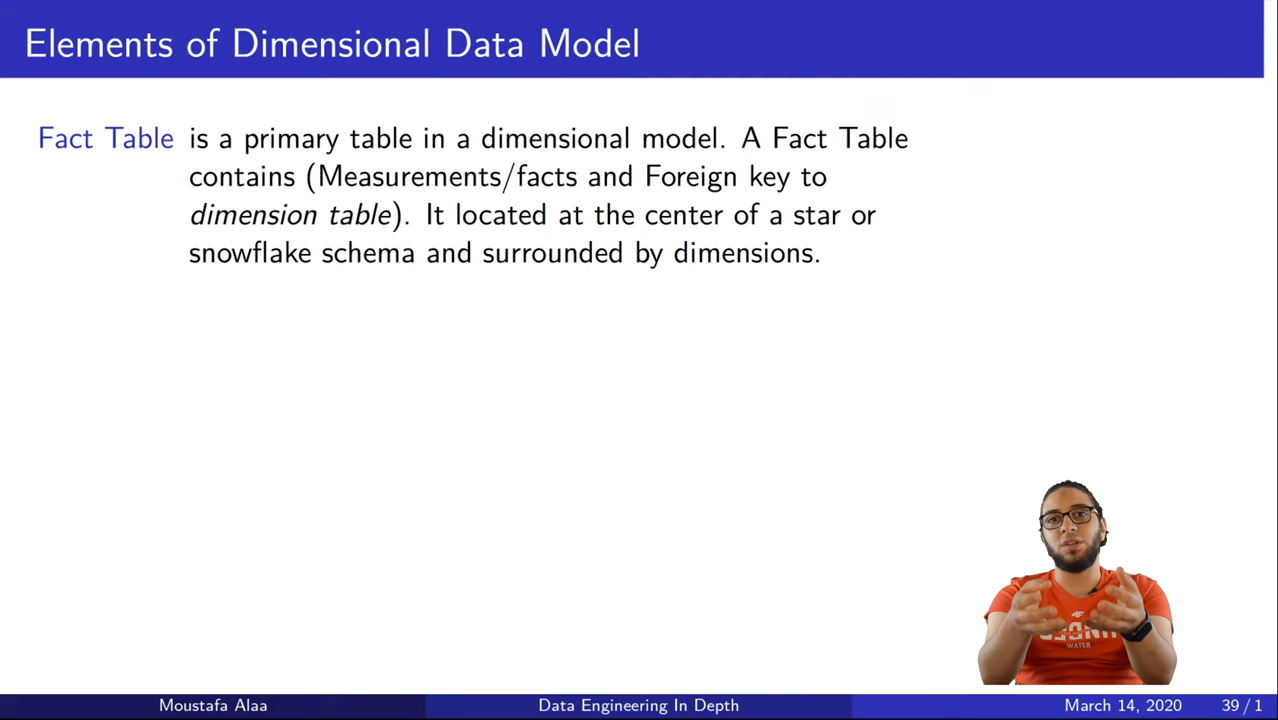 Elements of Dimensional Data Model
Fact Table is a primary table in a dimensional model. A Fact Table
contains (Measurements/facts and Foreign key to
dimension table). It located at the center of a star or
snowflake schema and surrounded by dimensions.
WATER
Moustafa Alaa Data Engineering In Depth March 14, 2020 39 / 1